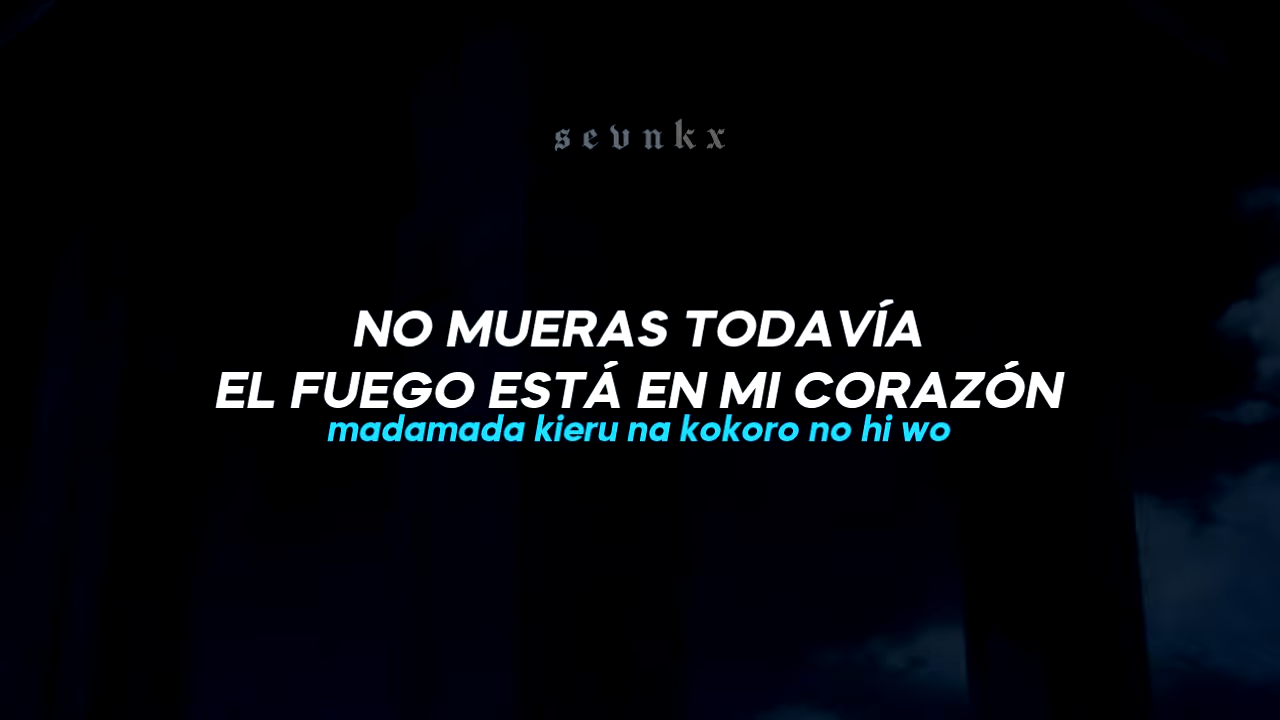 sevnkx
NO MUERAS TODAVÍA
EL FUEGO ESTÁ EN MI CORAZÓN
madamada kieru na kokoro no hi wo